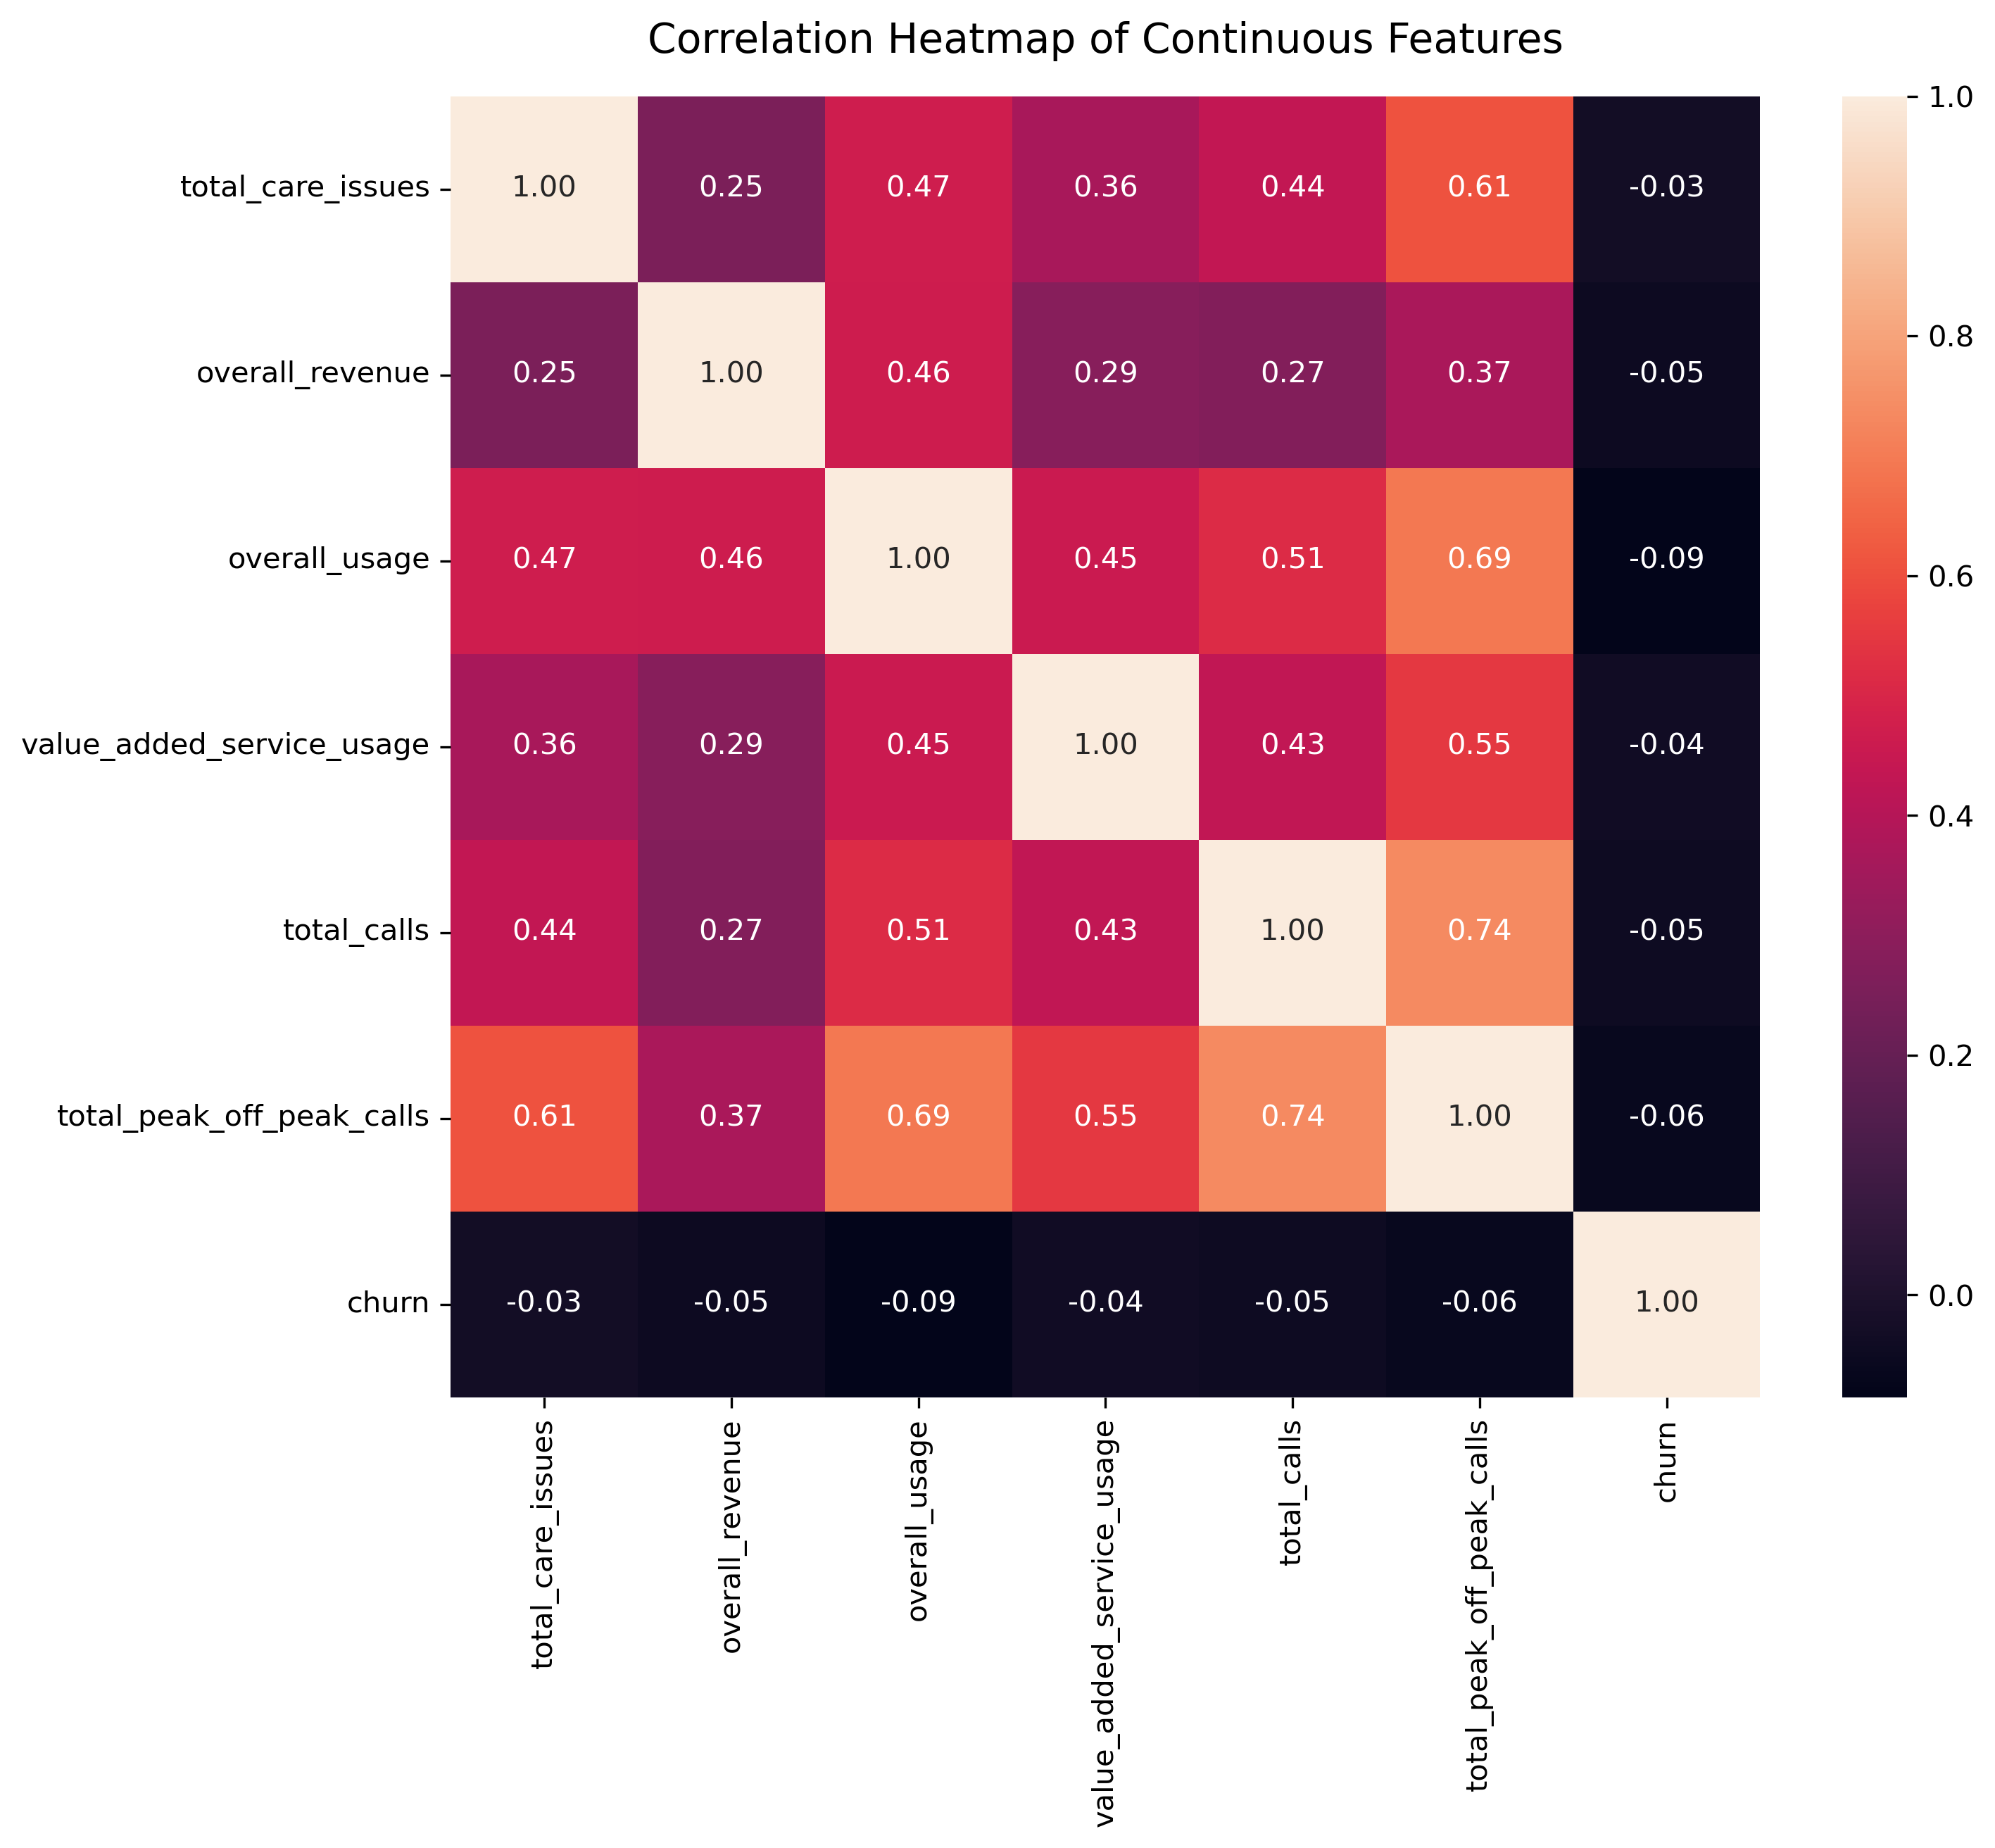 Correlation Heatmap of Continuous Features
total_care_issues 1.00 0.25 0.47 0.36 0.44 0.61 -0.03
overall_revenue 0.25 1.00 0.46 0.29 0.27 0.37 -0.05
overall_usage 0.47 0.46 1.00 0.45 0.51 0.69 -0.09
value_added_service_usage 0.36 0.29 0.45 1.00 0.43 0.55 -0.04
total_calls 0.44 0.27 0.51 0.43 1.00 0.74 -0.05
total_peak_off_peak_calls 0.61 0.37 0.69 0.55 0.74 1.00 -0.06
churn -0.03 -0.05 -0.09 -0.04 -0.05 -0.06 1.00
total_care_issues
overall_revenue
overall_usage
value_added_service_usage
total_calls
total_peak_off_peak_calls
churn
1.0
0.8
0.6
0.4
0.2
0.0